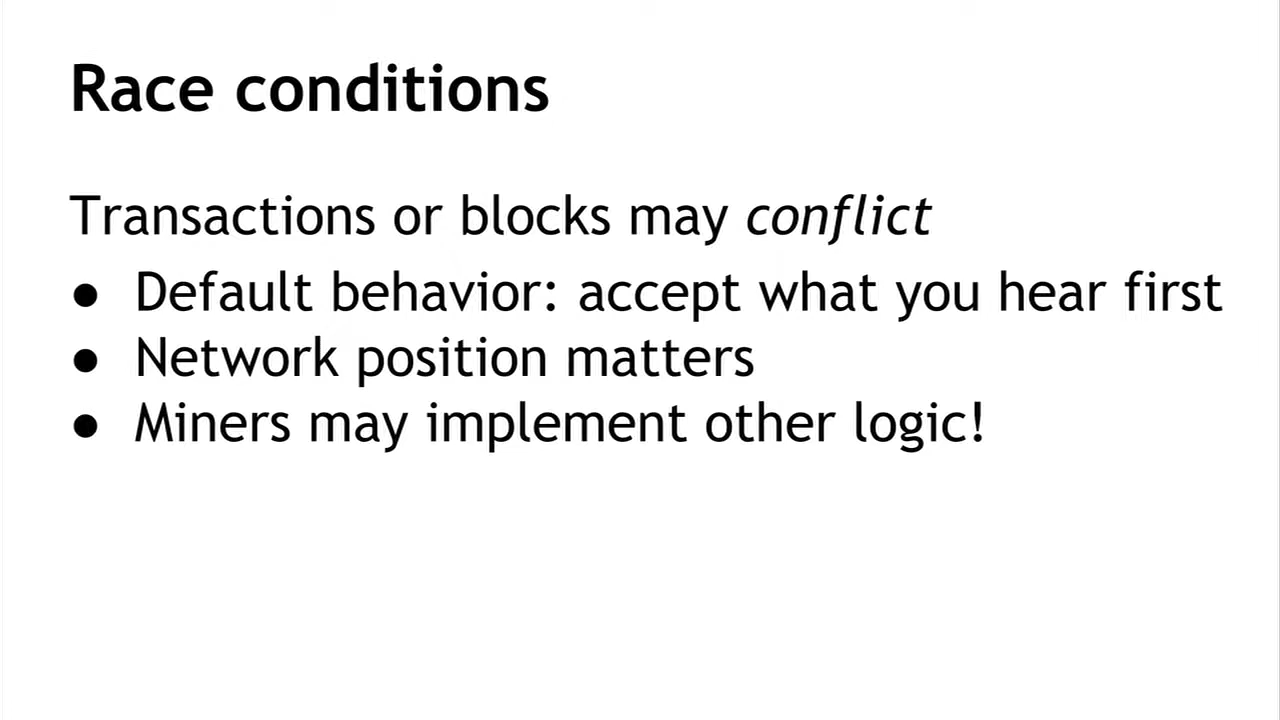 Race conditions
Transactions or blocks may conflict
● Default behavior: accept what you hear first
● Network position matters
● Miners may implement other logic!